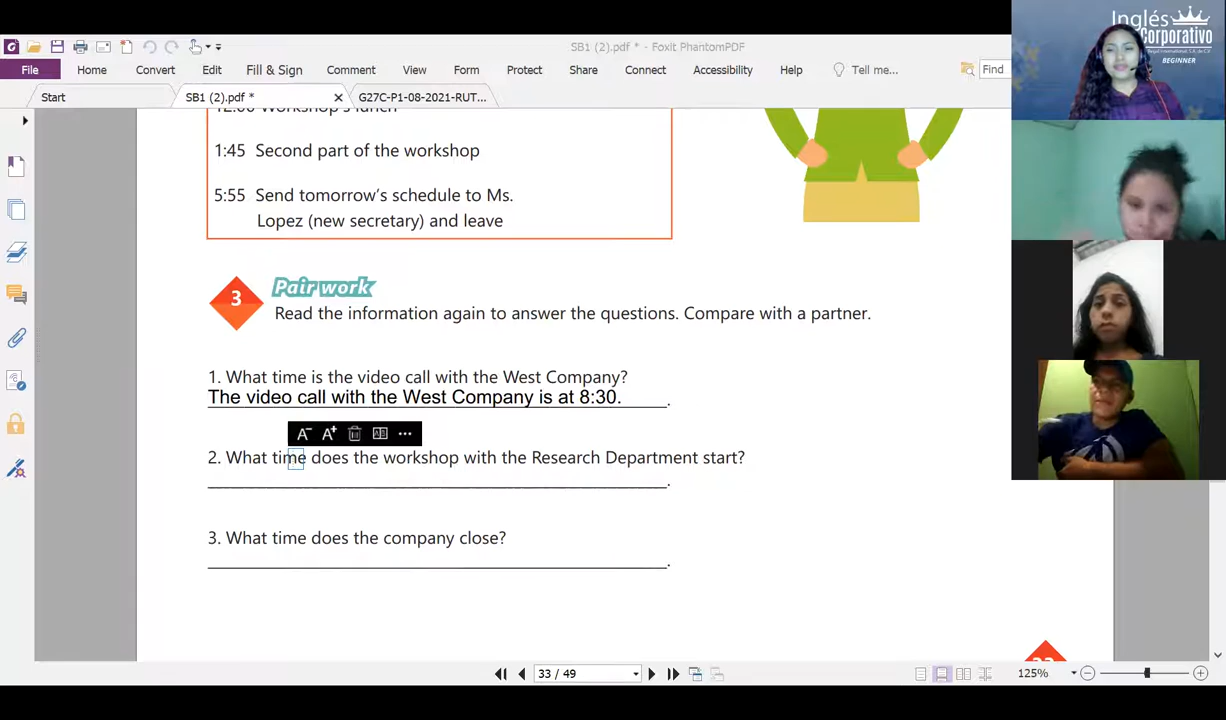 SB1 (2).pdf * - Foxit PhantomPDF
File Home Convert Edit Fill & Sign Comment View Form Protect Share Connect Accessibility Help Tell me... Find
Start SB1 (2).pdf * G27C-P1-08-2021-RUT...
Inglés
Corporativo
BEGINNER
12:00 Workshop's lunch
1:45 Second part of the workshop
5:55 Send tomorrow's schedule to Ms.
Lopez (new secretary) and leave
3 Pair work
Read the information again to answer the questions. Compare with a partner.
1. What time is the video call with the West Company?
The video call with the West Company is at 8:30.
2. What time does the workshop with the Research Department start?
3. What time does the company close?
33 / 49
125%